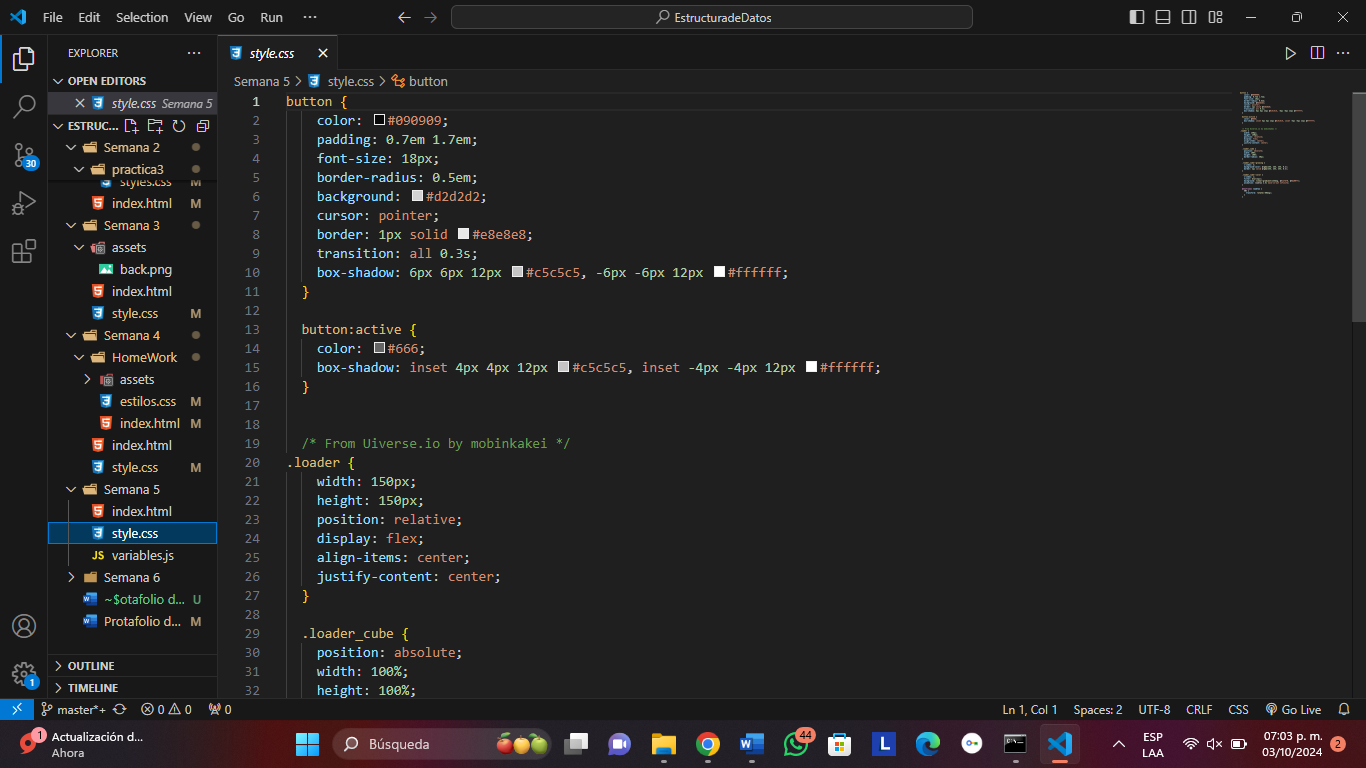 File Edit Selection View Go Run ···
EstructuradeDatos
EXPLORER ···
OPEN EDITORS
style.css Semana 5
ESTRUC...
Semana 2
practica3
styles.css M
index.html
Semana 3
assets
back.png
index.html
style.css M
Semana 4
HomeWork
assets
estilos.css M
index.html M
index.html
style.css M
Semana 5
index.html
style.css
JS variables.js
Semana 6
~$otafolio d... U
Protafolio d... M
OUTLINE
TIMELINE
30
1
style.css
Semana 5 > style.css > button
1 button {
2 color: #090909;
3 padding: 0.7em 1.7em;
4 font-size: 18px;
5 border-radius: 0.5em;
6 background: #d2d2d2;
7 cursor: pointer;
8 border: 1px solid #e8e8e8;
9 transition: all 0.3s;
10 box-shadow: 6px 6px 12px #c5c5c5, -6px -6px 12px #ffffff;
11 }
12
13 button:active {
14 color: #666;
15 box-shadow: inset 4px 4px 12px #c5c5c5, inset -4px -4px 12px #ffffff;
16 }
17
18
19 /* From Uiverse.io by mobinkakei */
20 .loader {
21 width: 150px;
22 height: 150px;
23 position: relative;
24 display: flex;
25 align-items: center;
26 justify-content: center;
27 }
28
29 .loader_cube {
30 position: absolute;
31 width: 100%;
32 height: 100%;
master*+ 0 0 0 Ln 1, Col 1 Spaces: 2 UTF-8 CRLF CSS Go Live
1
Actualización d...
Ahora
Búsqueda
44
L
ESP
LAA
07:03 p. m.
03/10/2024
2